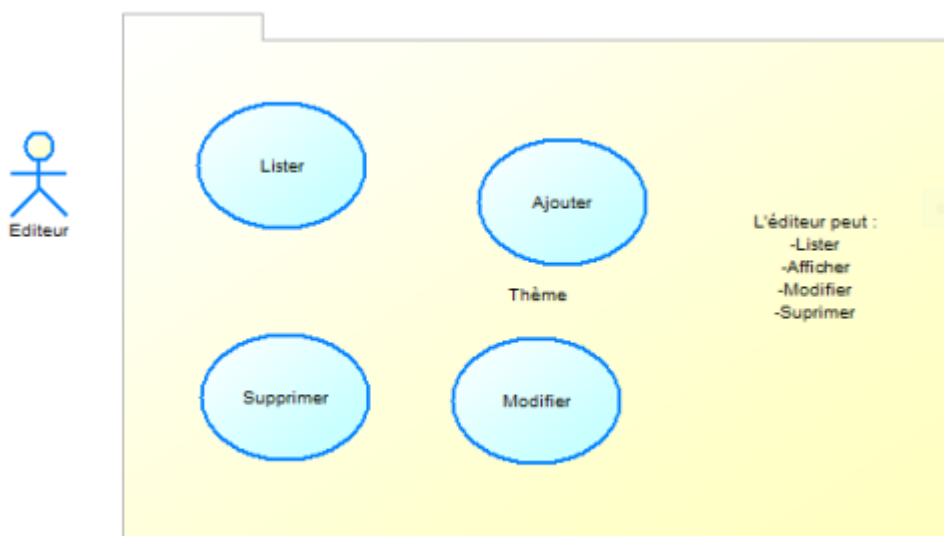 Lister
Ajouter
Editeur
L'éditeur peut :
-Lister
-Afficher
-Modifier
-Suprimer
Thème
Supprimer
Modifier